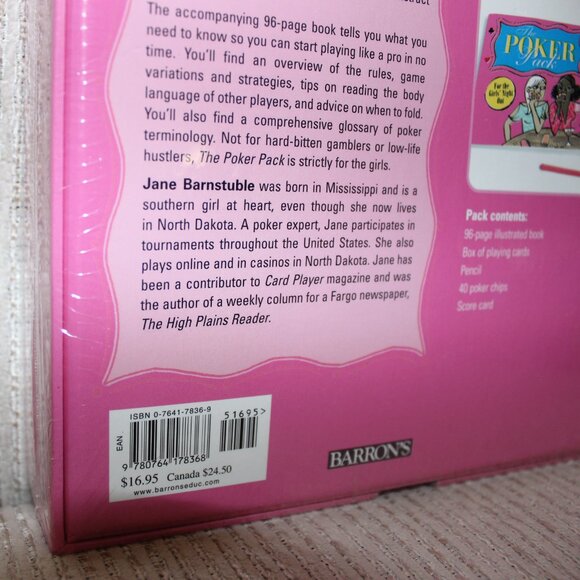 The accompanying 96-page book tells you what you
need to know so you can start playing like a pro in no
time. You'll find an overview of the rules, game
variations and strategies, tips on reading the body
language of other players, and advice on when to fold.
You'll also find a comprehensive glossary of poker
terminology. Not for hard-bitten gamblers or low-life
hustlers, The Poker Pack is strictly for the girls.
Jane Barnstuble was born in Mississippi and is a
southern girl at heart, even though she now lives
in North Dakota. A poker expert, Jane participates in
tournaments throughout the United States. She also
plays online and in casinos in North Dakota. Jane has
been a contributor to Card Player magazine and was
the author of a weekly column for a Fargo newspaper,
The High Plains Reader.
The
POKER
Pack
For the
Girls' Night
Out
Pack contents:
96-page illustrated book
Box of playing cards
Pencil
40 poker chips
Score card
ISBN 0-7641-7836-9
51695>
EAN
9 780764 178368
$16.95 Canada $24.50
www.barronseduc.com
BARRON'S